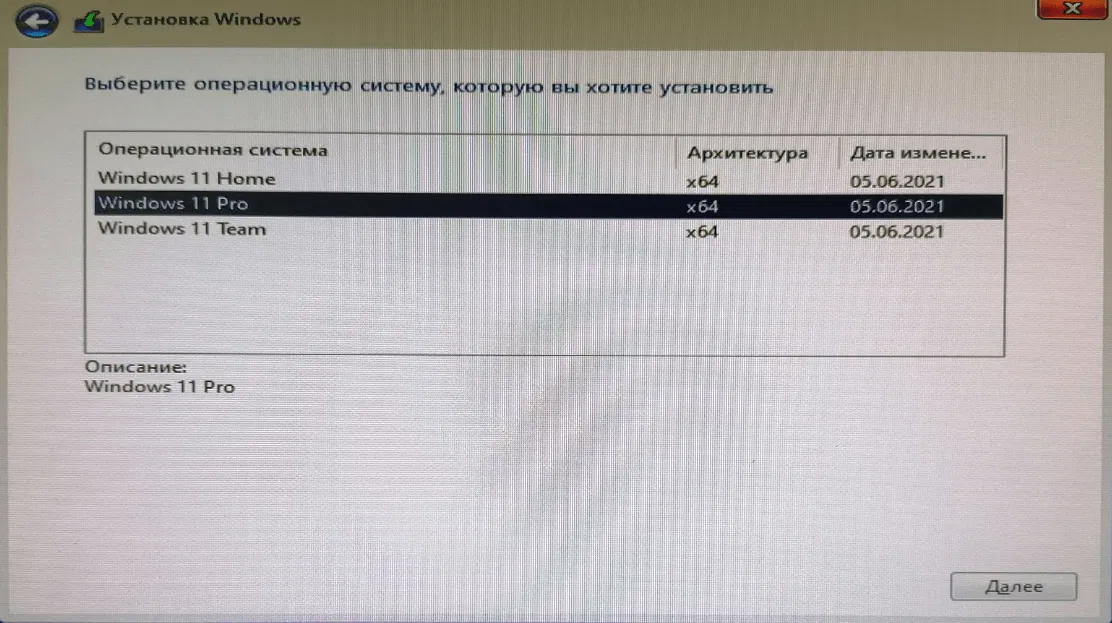 Установка Windows
Выберите операционную систему, которую вы хотите установить
Операционная система Архитектура Дата измене...
Windows 11 Home x64 05.06.2021
Windows 11 Pro x64 05.06.2021
Windows 11 Team x64 05.06.2021
Описание:
Windows 11 Pro
Далее